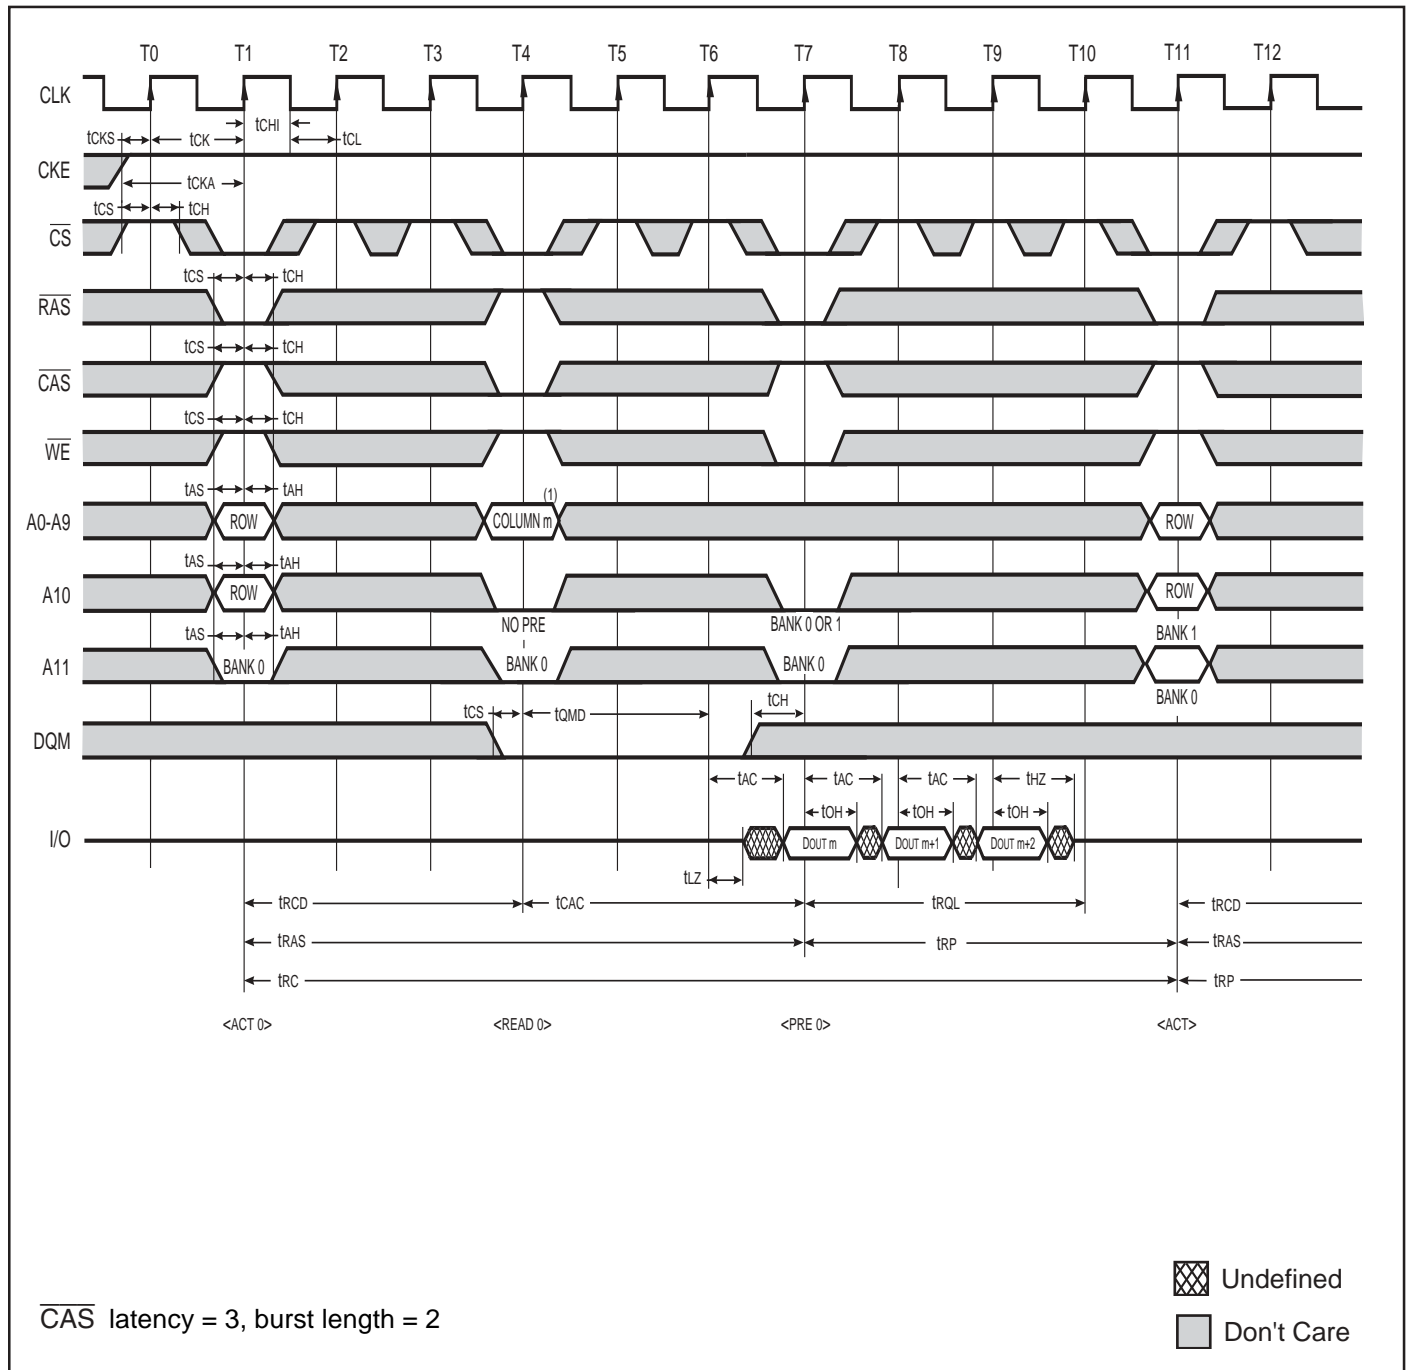 T0 T1 T2 T3 T4 T5 T6 T7 T8 T9 T10 T11 T12
CLK
tCHI
tCKS tCK tCL
CKE
tCKA
tCS tCH
CS
tCS tCH
RAS
tCS tCH
CAS
tCS tCH
WE
tAS tAH
(1)
A0-A9 ROW COLUMN m ROW
tAS tAH
A10 ROW ROW
NO PRE BANK 0 OR 1 BANK 1
tAS tAH
A11 BANK 0 BANK 0 BANK 0
BANK 0
tCS tQMD tCH
DQM
tAC tAC tAC tHZ
tOH tOH tOH
I/O DOUT m DOUT m+1 DOUT m+2
tLZ
tRCD tCAC tRQL tRCD
tRAS tRP tRAS
tRC tRP
<ACT 0> <READ 0> <PRE 0> <ACT>
Undefined
CAS latency = 3, burst length = 2
Don't Care